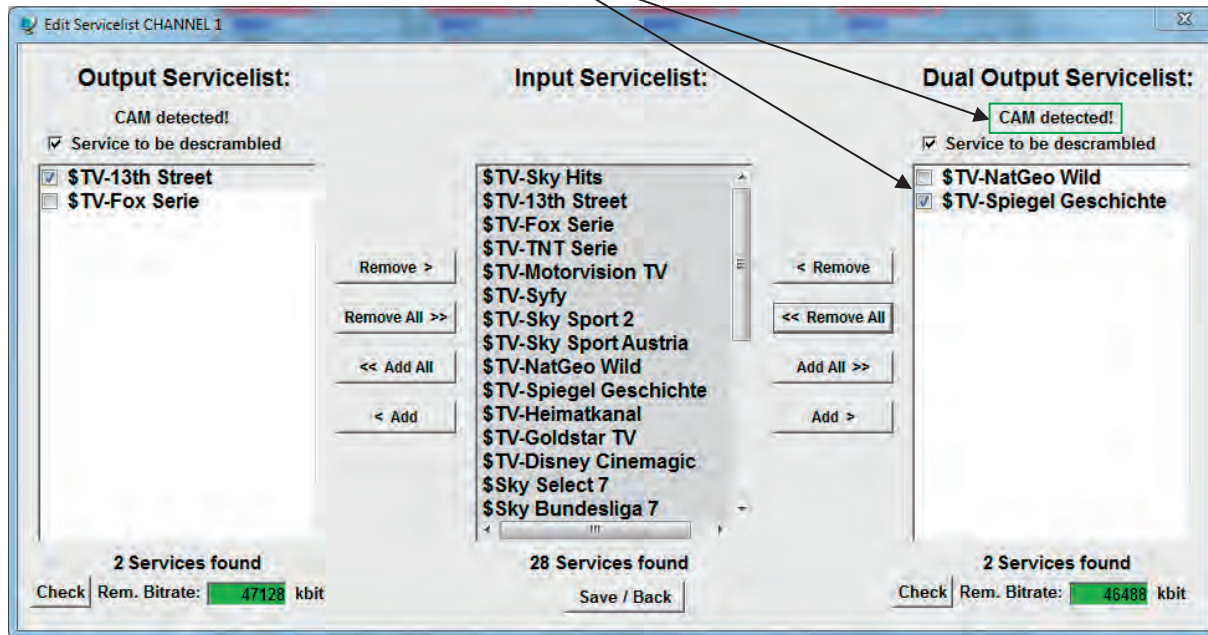 Edit Servicelist CHANNEL 1
Output Servicelist:
CAM detected!
Service to be descrambled
$TV-13th Street
$TV-Fox Serie
2 Services found
Check Rem. Bitrate: 47128 kbit
Remove >
Remove All >>
<< Add All
< Add
Input Servicelist:
$TV-Sky Hits
$TV-13th Street
$TV-Fox Serie
$TV-TNT Serie
$TV-Motorvision TV
$TV-Syfy
$TV-Sky Sport 2
$TV-Sky Sport Austria
$TV-NatGeo Wild
$TV-Spiegel Geschichte
$TV-Heimatkanal
$TV-Goldstar TV
$TV-Disney Cinemagic
$Sky Select 7
$Sky Bundesliga 7
28 Services found
Save / Back
< Remove
<< Remove All
Add All >>
Add >
Dual Output Servicelist:
CAM detected!
Service to be descrambled
$TV-NatGeo Wild
$TV-Spiegel Geschichte
2 Services found
Check Rem. Bitrate: 46488 kbit